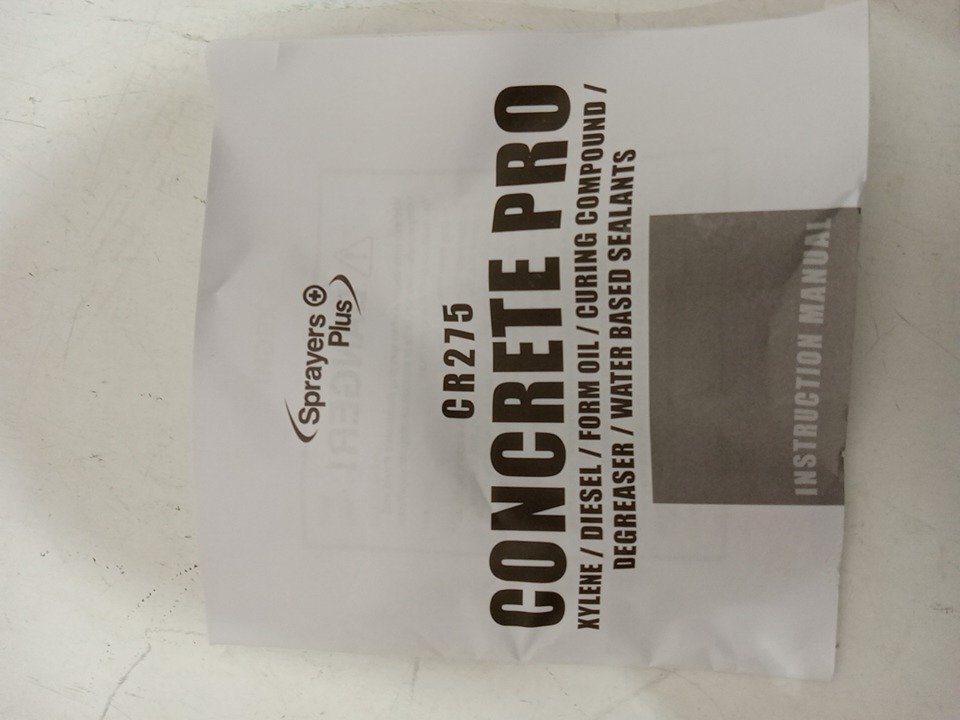 Sprayers
Plus
CR275
CONCRETE PRO
XYLENE / DIESEL / FORM OIL / CURING COMPOUND /
DEGREASER / WATER BASED SEALANTS
INSTRUCTION MANUAL